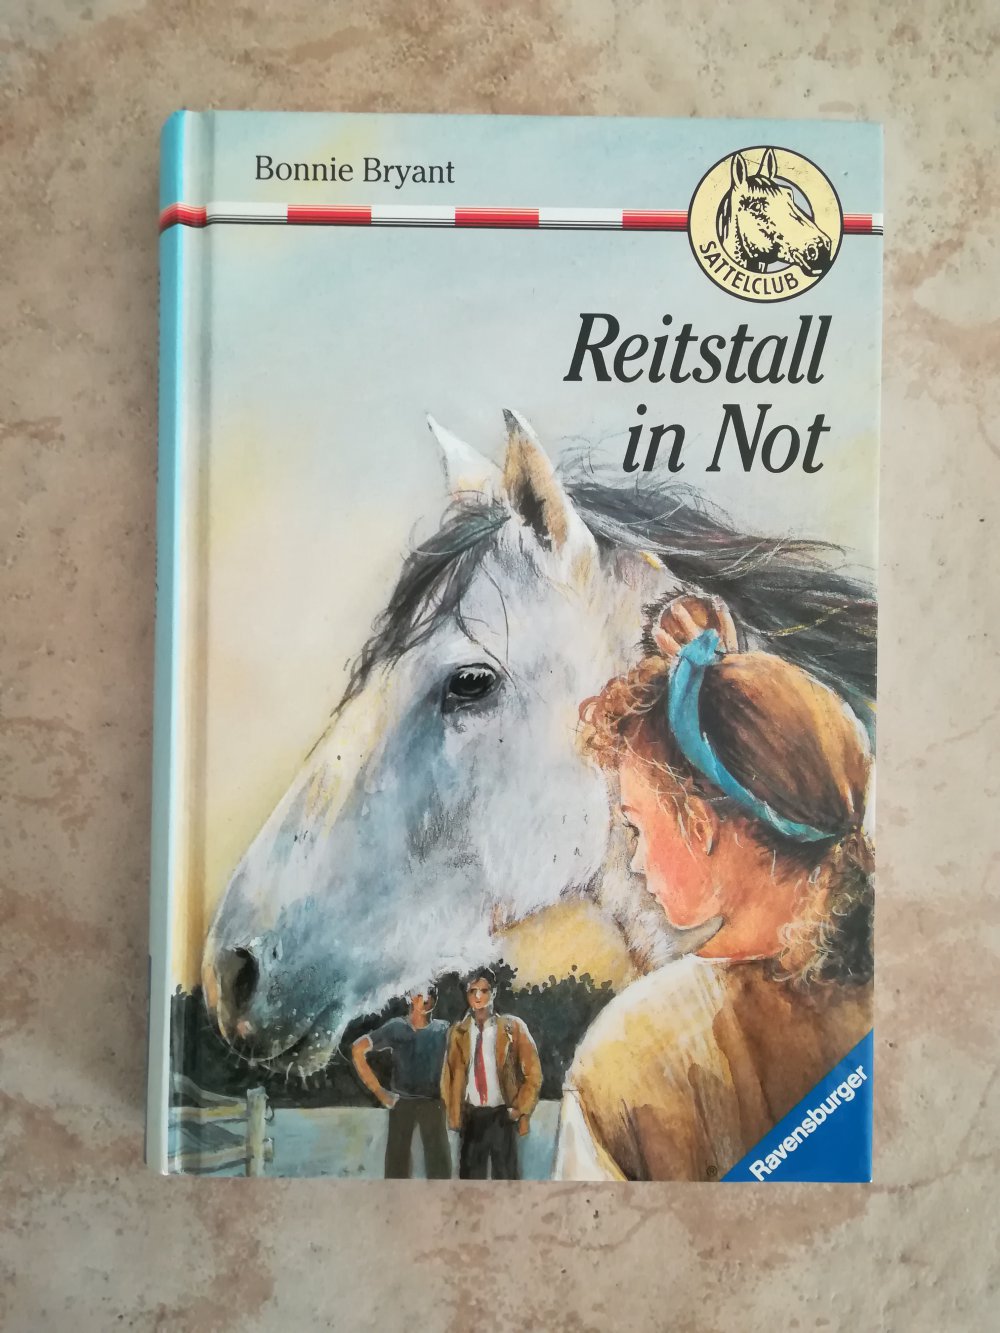 Bonnie Bryant
SATTELCLUB
Reitstall
in Not
Ravensburger
®